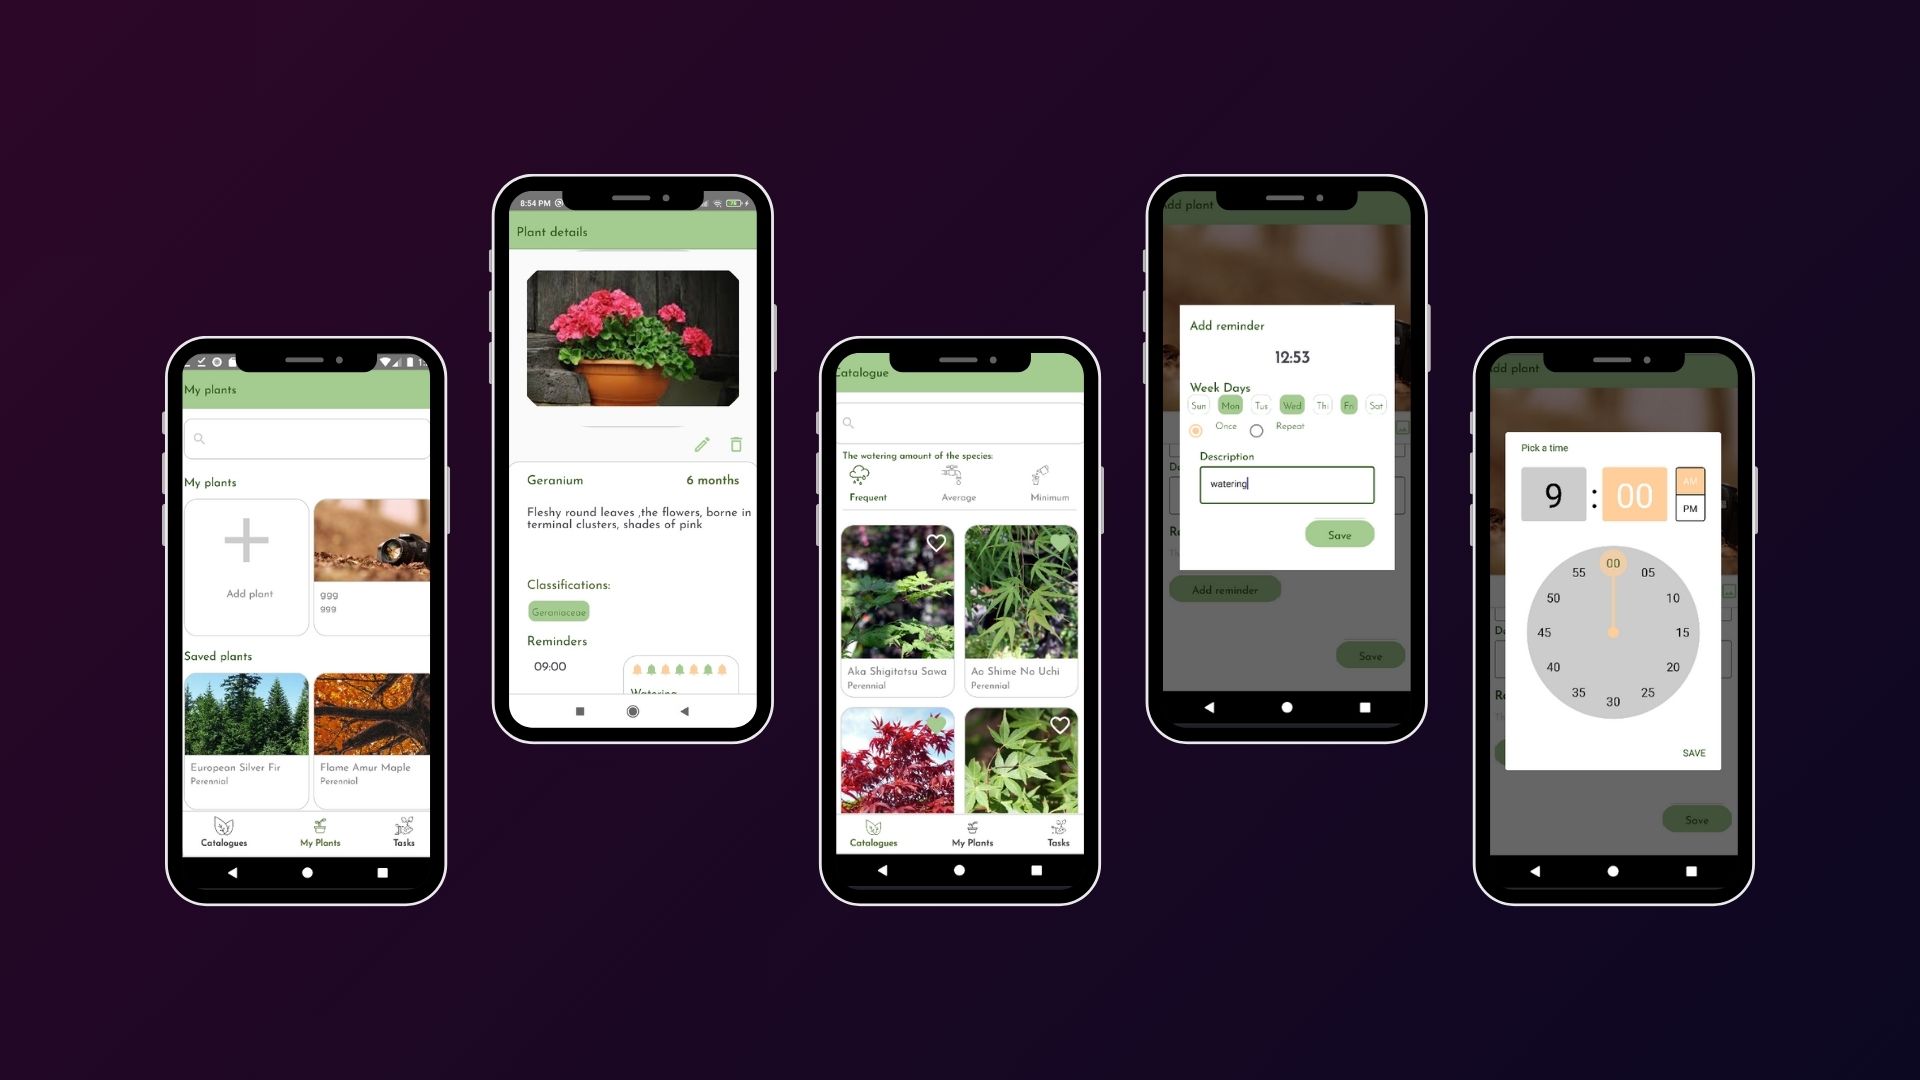 My plants
My plants
Add plant
ggg
ggg
Saved plants
European Silver Fir
Perennial
Flame Amur Maple
Perennial
Catalogues
My Plants
Tasks
8:54 PM
76
Plant details
Geranium
6 months
Fleshy round leaves ,the flowers, borne in
terminal clusters, shades of pink
Classifications:
Geraniaceae
Reminders
09:00
Watering
Catalogue
The watering amount of the species:
Frequent
Average
Minimum
Aka Shigitatsu Sawa
Perennial
Ao Shime No Uchi
Perennial
Catalogues
My Plants
Tasks
Add plant
Add reminder
12:53
Week Days
Sun
Mon
Tus
Wed
Thi
Fri
Sat
Once
Repeat
Description
watering
Save
Add reminder
Save
Add plant
Pick a time
9 : 00
AM
PM
00
05
10
15
20
25
30
35
40
45
50
55
SAVE
Save